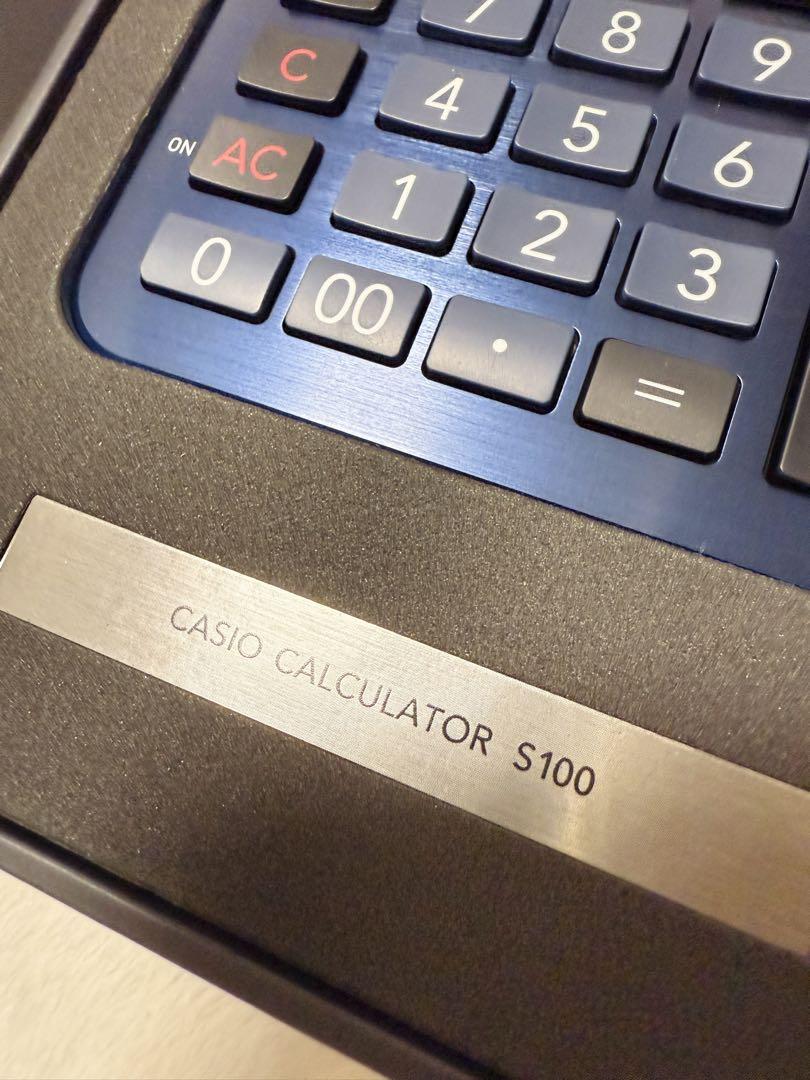 7 8 9
C 4 5 6
ON AC 1 2 3
0 00 . =
CASIO CALCULATOR S100